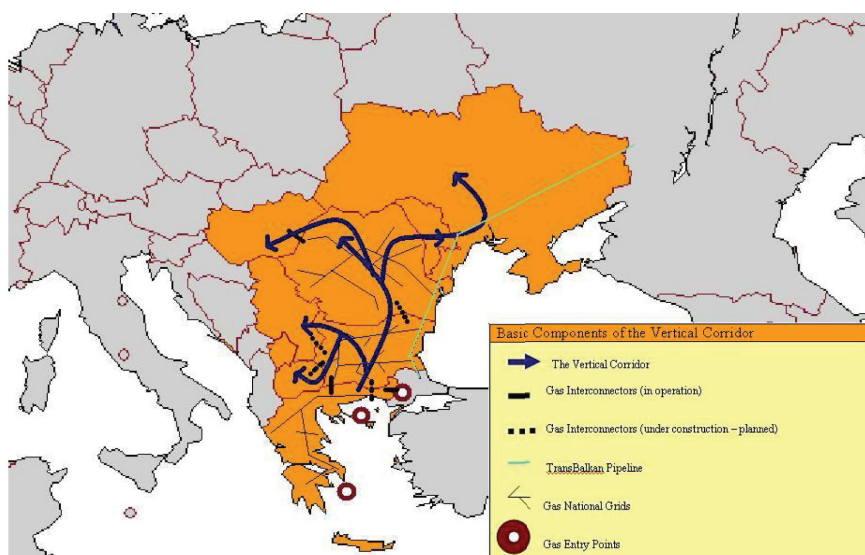 Basic Components of the Vertical Corridor
The Vertical Corridor
Gas Interconnectors (in operation)
Gas Interconnectors (under construction – planned)
TransBalkan Pipeline
Gas National Grids
Gas Entry Points